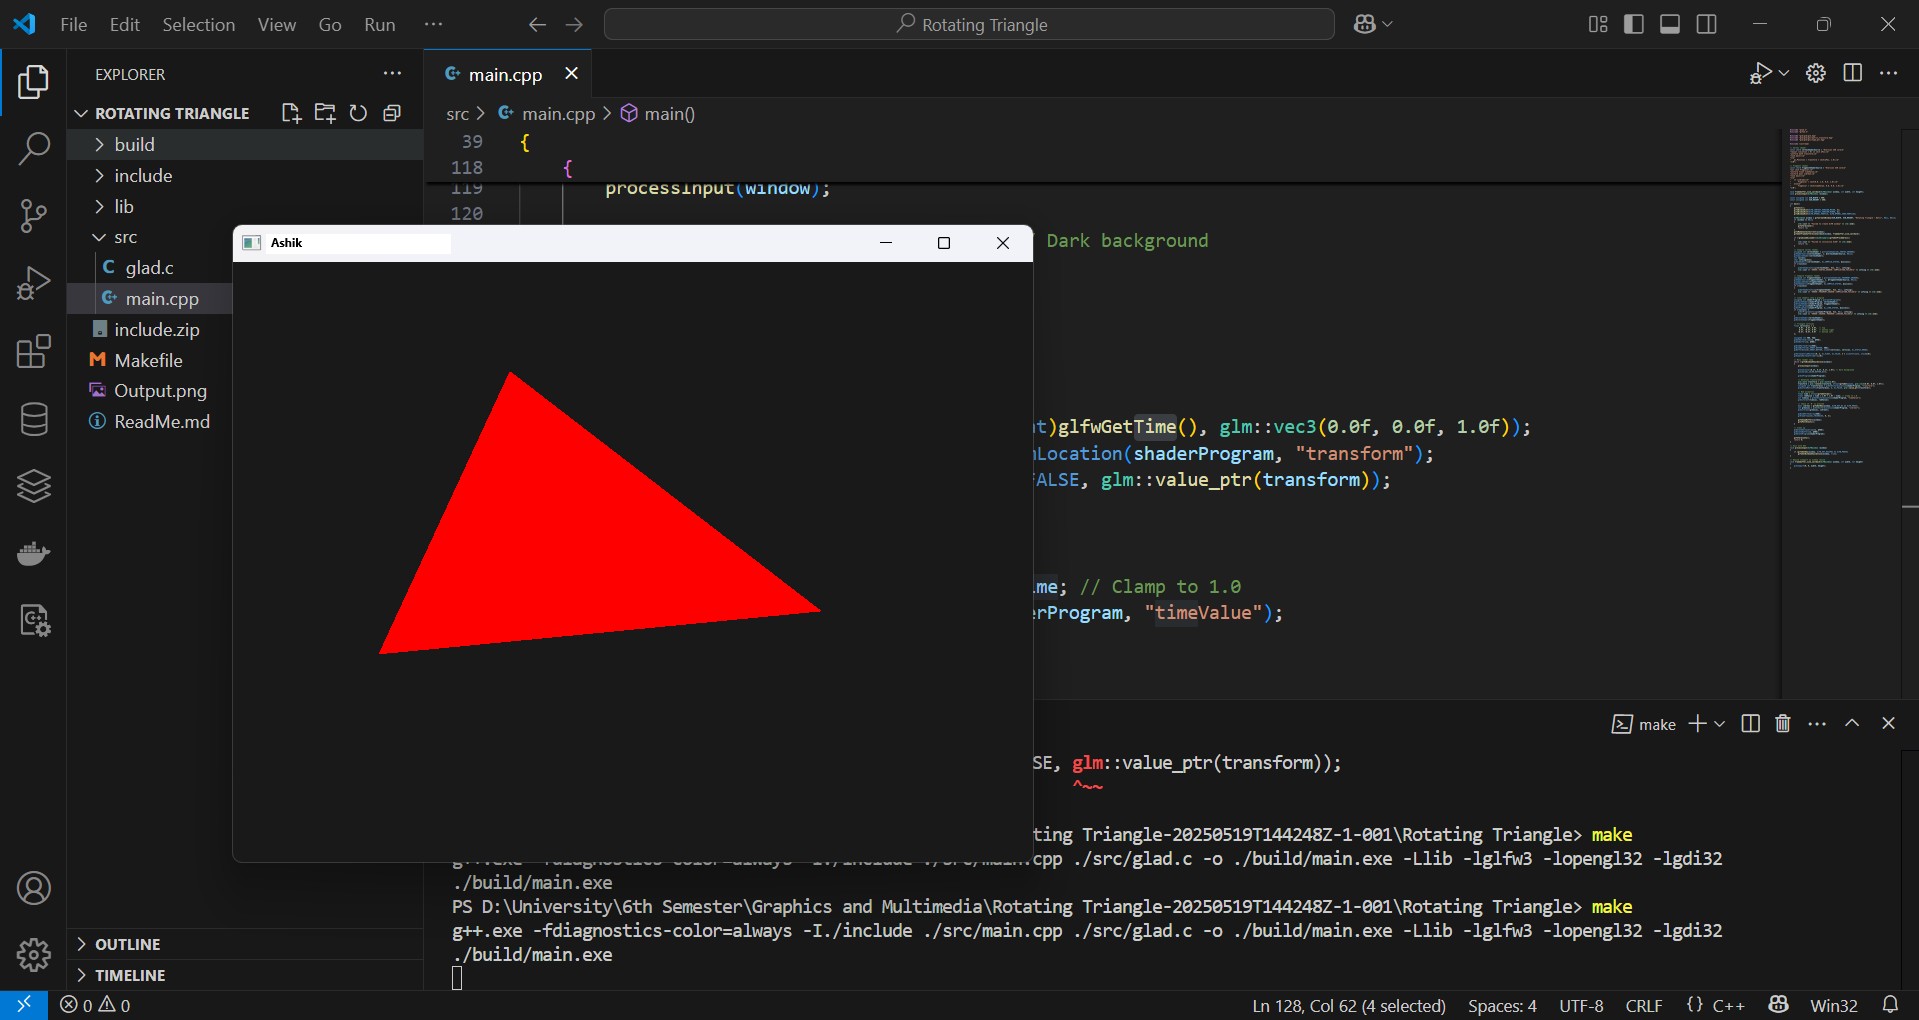 File Edit Selection View Go Run ···
Rotating Triangle
EXPLORER
ROTATING TRIANGLE
build
include
lib
src
C glad.c
main.cpp
include.zip
M Makefile
Output.png
ReadMe.md
OUTLINE
TIMELINE
main.cpp
src > main.cpp > main()
39 {
118 {
119 processInput(window);
120
Dark background
t)glfwGetTime(), glm::vec3(0.0f, 0.0f, 1.0f));
Location(shaderProgram, "transform");
ALSE, glm::value_ptr(transform));
me; // Clamp to 1.0
rProgram, "timeValue");
Ashik
make
SE, glm::value_ptr(transform));
^~~
ting Triangle-20250519T144248Z-1-001\Rotating Triangle> make
g++.exe -fdiagnostics-color=always -I./include ./src/main.cpp ./src/glad.c -o ./build/main.exe -Llib -lglfw3 -lopengl32 -lgdi32
./build/main.exe
PS D:\University\6th Semester\Graphics and Multimedia\Rotating Triangle-20250519T144248Z-1-001\Rotating Triangle> make
g++.exe -fdiagnostics-color=always -I./include ./src/main.cpp ./src/glad.c -o ./build/main.exe -Llib -lglfw3 -lopengl32 -lgdi32
./build/main.exe
0 0
Ln 128, Col 62 (4 selected) Spaces: 4 UTF-8 CRLF {} C++ Win32